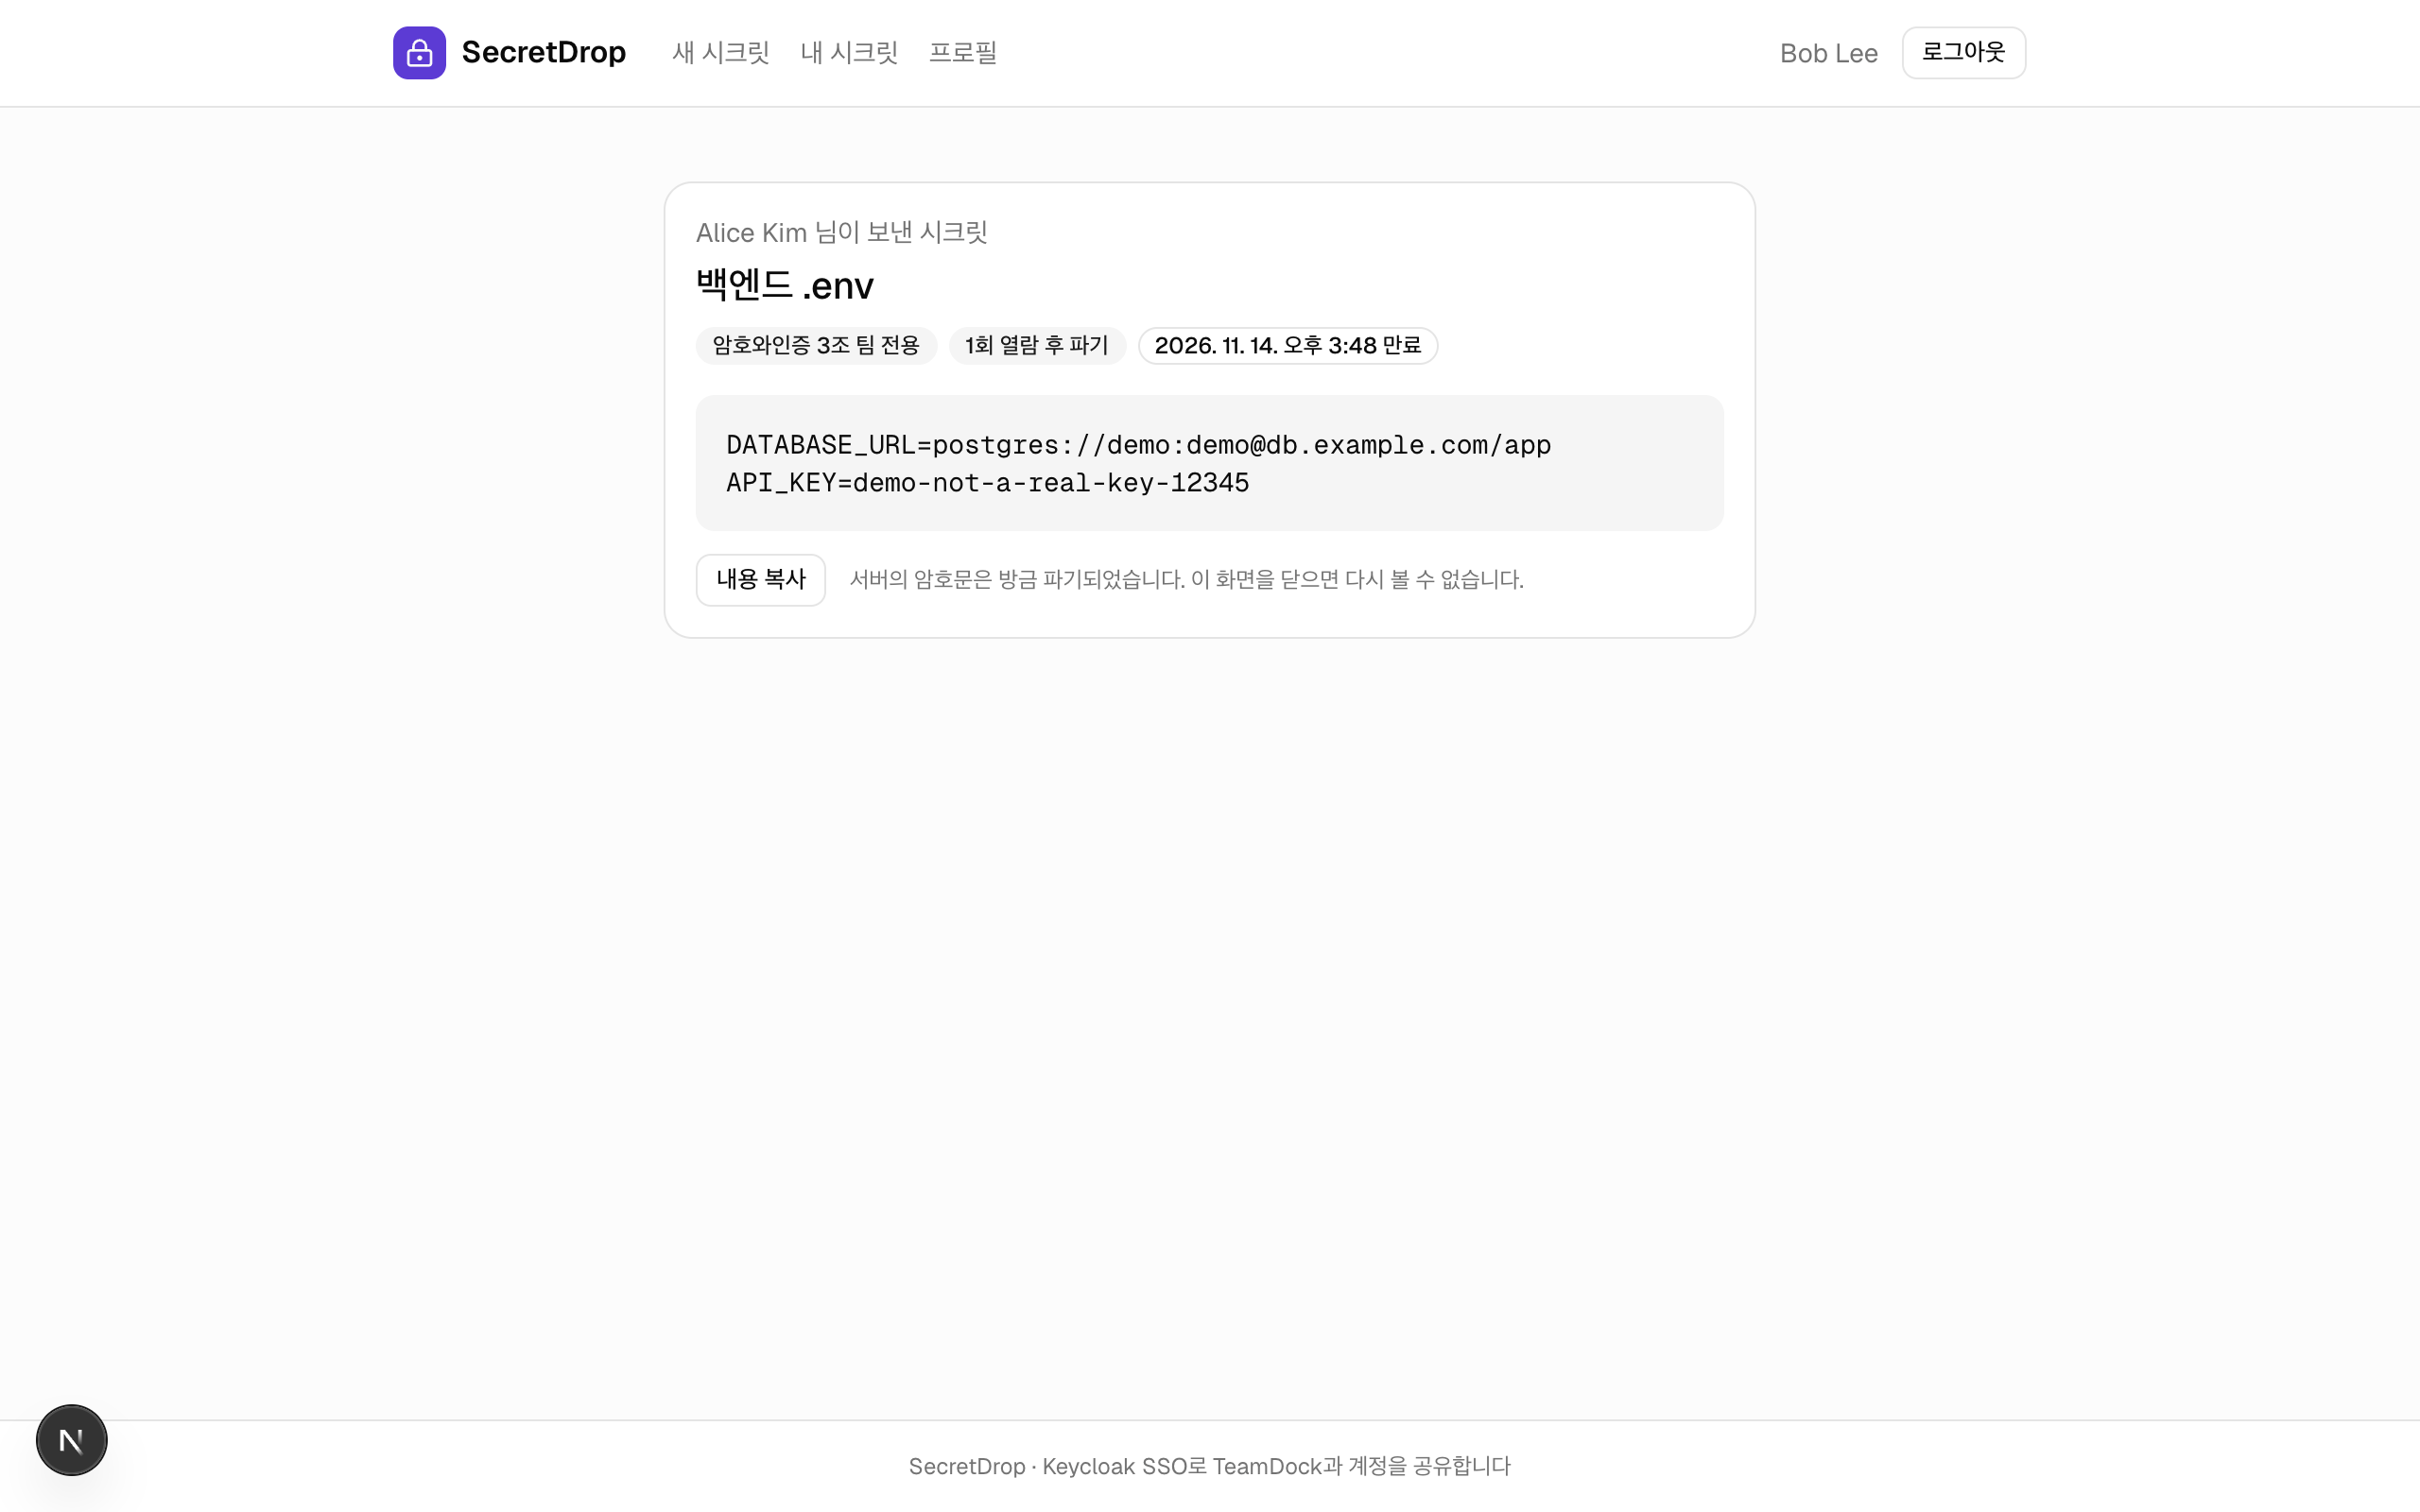 SecretDrop 새 시크릿 내 시크릿 프로필 Bob Lee 로그아웃
Alice Kim 님이 보낸 시크릿
백엔드 .env
암호와인증 3조 팀 전용 1회 열람 후 파기 2026. 11. 14. 오후 3:48 만료
DATABASE_URL=postgres://demo:demo@db.example.com/app
API_KEY=demo-not-a-real-key-12345
내용 복사 서버의 암호문은 방금 파기되었습니다. 이 화면을 닫으면 다시 볼 수 없습니다.
N
SecretDrop · Keycloak SSO로 TeamDock과 계정을 공유합니다